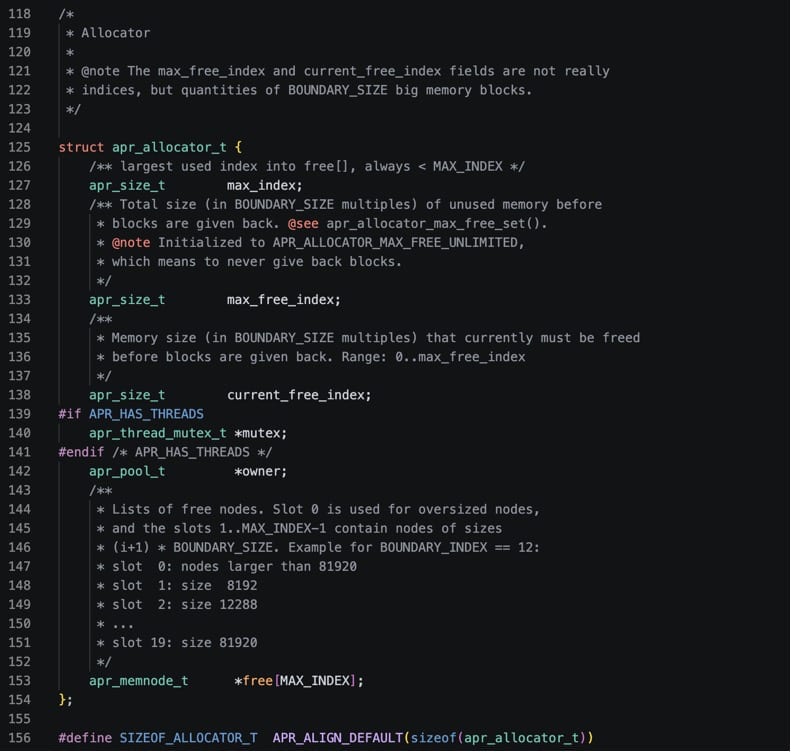 118 /*
119  * Allocator
120  *
121  * @note The max_free_index and current_free_index fields are not really
122  * indices, but quantities of BOUNDARY_SIZE big memory blocks.
123  */
124
125 struct apr_allocator_t {
126     /** largest used index into free[], always < MAX_INDEX */
127     apr_size_t        max_index;
128     /** Total size (in BOUNDARY_SIZE multiples) of unused memory before
129      * blocks are given back. @see apr_allocator_max_free_set().
130      * @note Initialized to APR_ALLOCATOR_MAX_FREE_UNLIMITED,
131      * which means to never give back blocks.
132      */
133     apr_size_t        max_free_index;
134     /**
135      * Memory size (in BOUNDARY_SIZE multiples) that currently must be freed
136      * before blocks are given back. Range: 0..max_free_index
137      */
138     apr_size_t        current_free_index;
139 #if APR_HAS_THREADS
140     apr_thread_mutex_t *mutex;
141 #endif /* APR_HAS_THREADS */
142     apr_pool_t         *owner;
143     /**
144      * Lists of free nodes. Slot 0 is used for oversized nodes,
145      * and the slots 1..MAX_INDEX-1 contain nodes of sizes
146      * (i+1) * BOUNDARY_SIZE. Example for BOUNDARY_INDEX == 12:
147      * slot  0: nodes larger than 81920
148      * slot  1: size  8192
149      * slot  2: size 12288
150      * ...
151      * slot 19: size 81920
152      */
153     apr_memnode_t      *free[MAX_INDEX];
154 };
155
156 #define SIZEOF_ALLOCATOR_T  APR_ALIGN_DEFAULT(sizeof(apr_allocator_t))